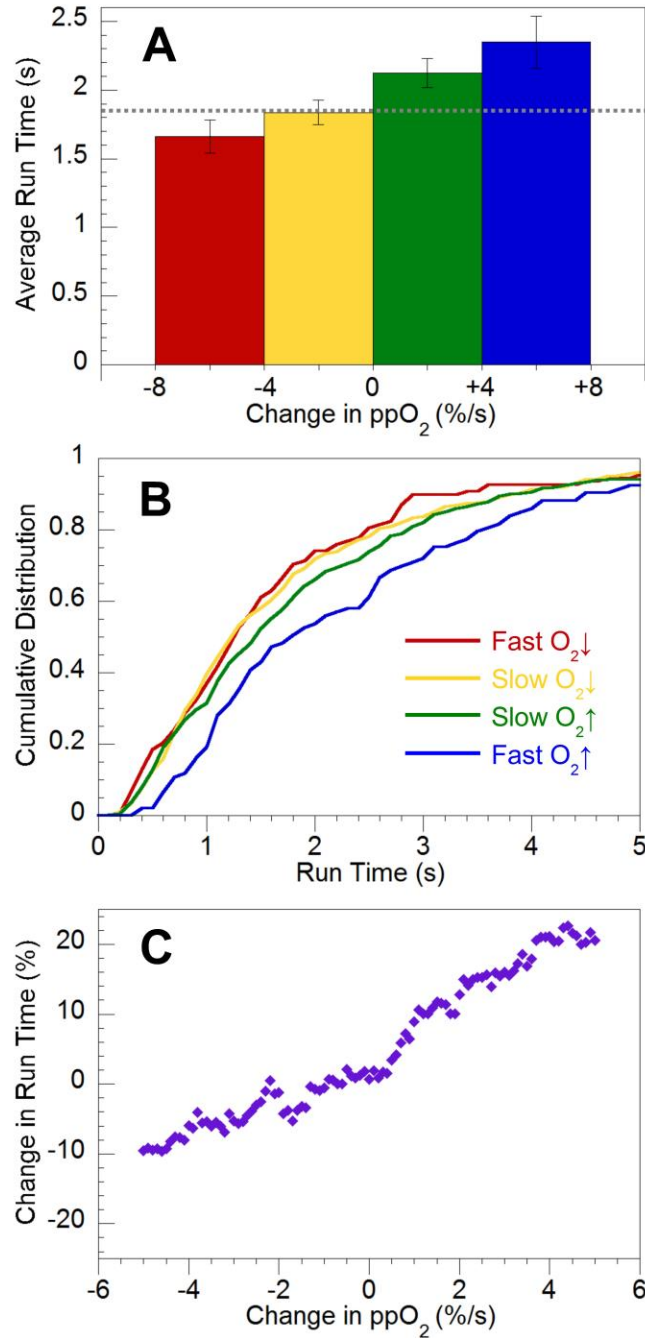 A
Average Run Time (s)
2.5
2
1.5
1
0.5
0
-8
-4
0
+4
+8
Change in ppO₂ (%/s)
B
Cumulative Distribution
1
0.8
0.6
0.4
0.2
0
Fast O₂↓
Slow O₂↓
Slow O₂↑
Fast O₂↑
0
1
2
3
4
5
Run Time (s)
C
Change in Run Time (%)
20
10
0
-10
-20
-6
-4
-2
0
2
4
6
Change in ppO₂ (%/s)